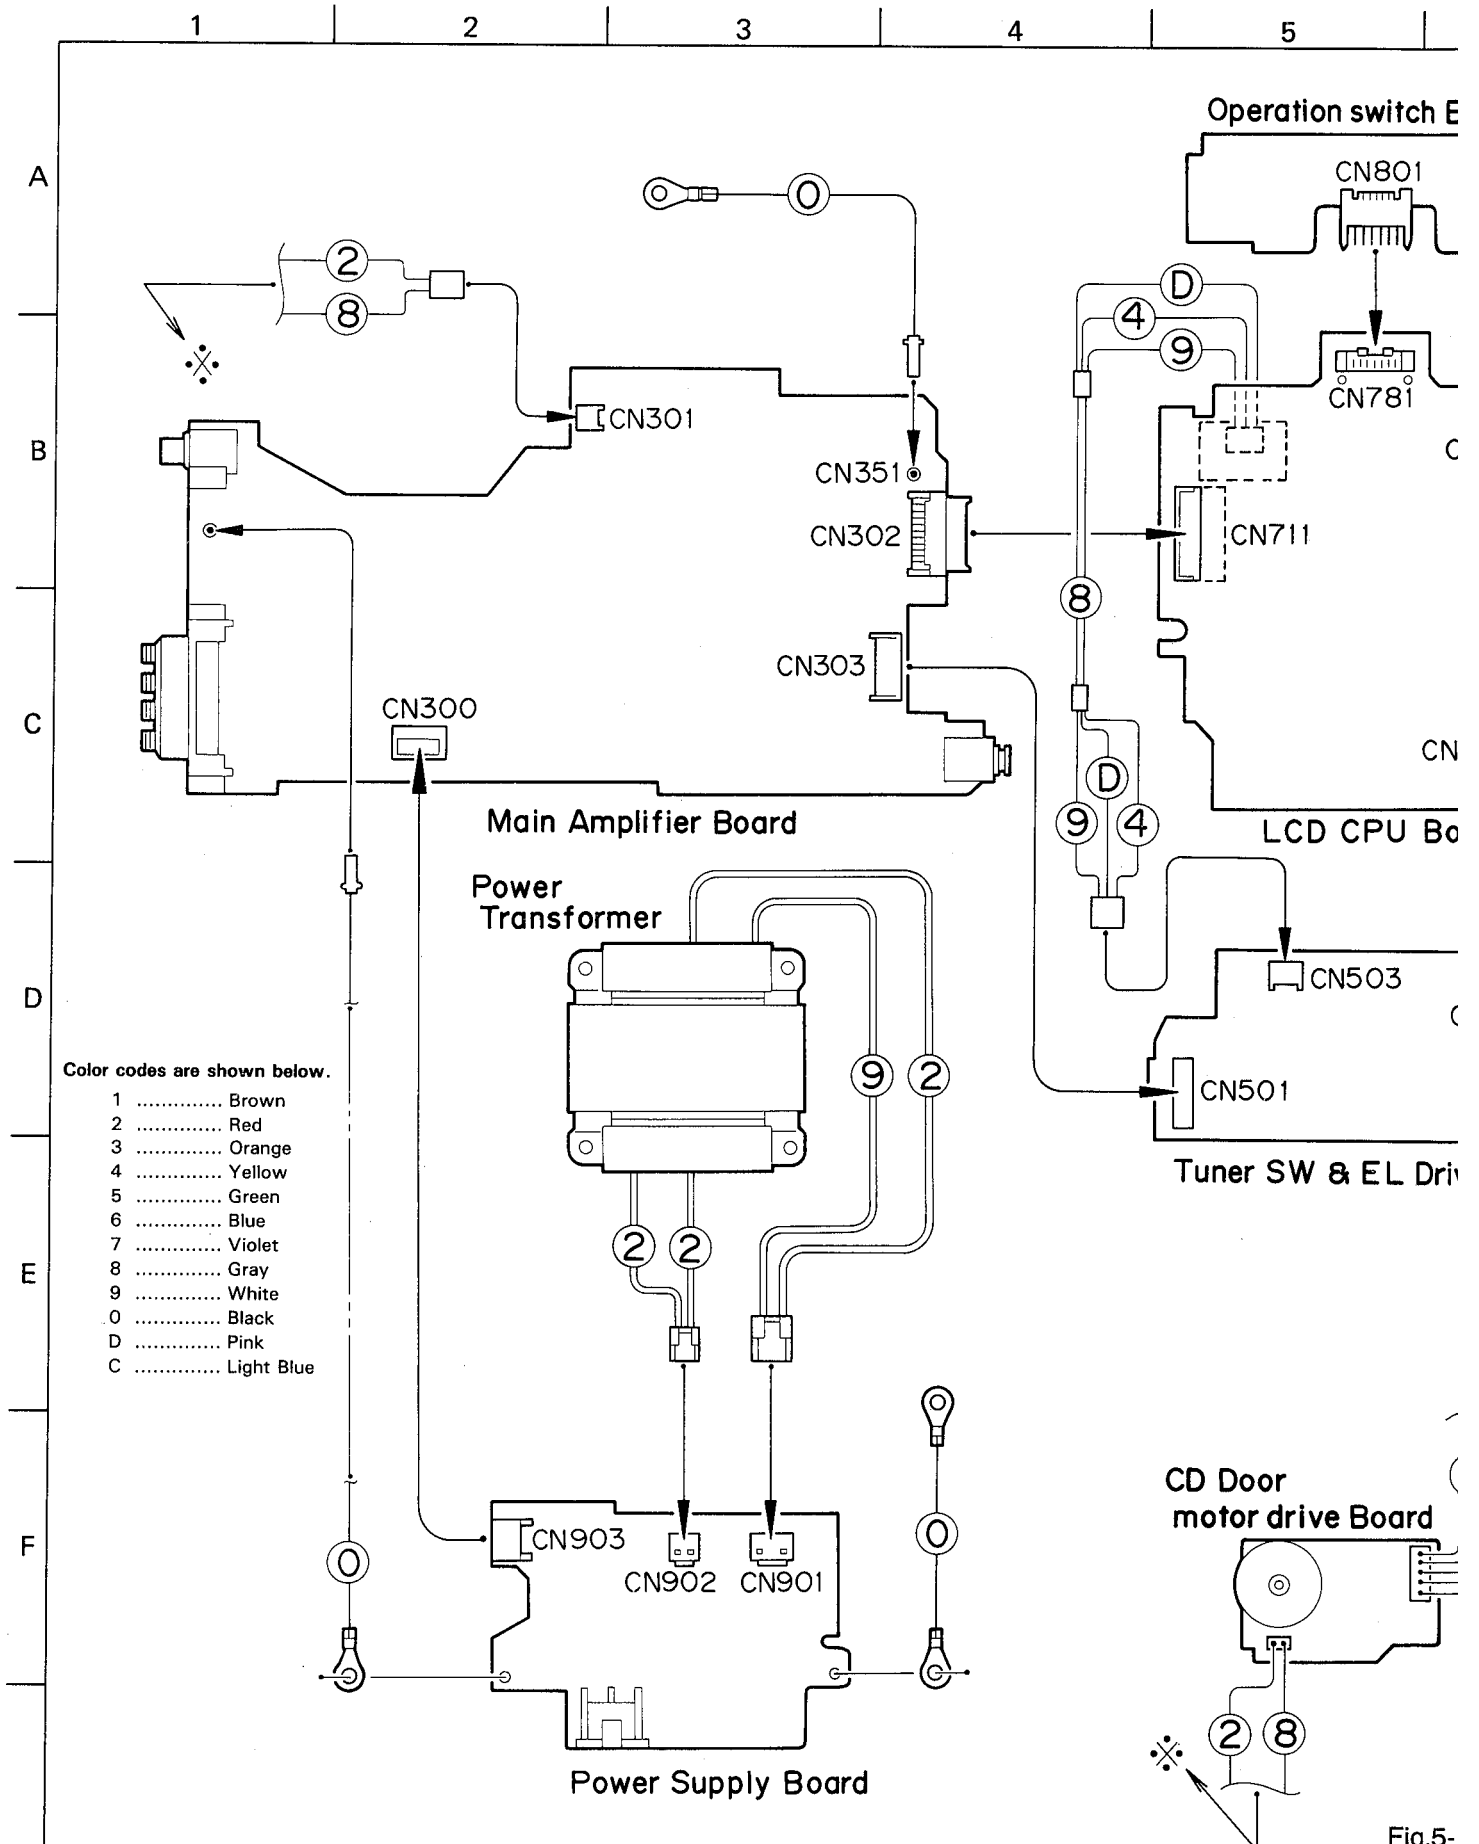 1 2 3 4 5
Operation switch
A
CN801
0
2
8
D
4
9
CN781
CN301
B
CN351
CN302
CN711
8
CN303
CN300
C
CN
D
9 4
Main Amplifier Board
LCD CPU
Power
Transformer
CN503
D
9 2
CN501
Color codes are shown below.
1 ............. Brown
2 ............. Red
3 ............. Orange
4 ............. Yellow
5 ............. Green
6 ............. Blue
7 ............. Violet
8 ............. Gray
9 ............. White
0 ............. Black
D ............. Pink
C ............. Light Blue
Tuner SW & EL
2 2
E
CD Door
motor drive Board
F
CN903
0
0
CN902 CN901
2 8
※
※
Power Supply Board
Fig.5-